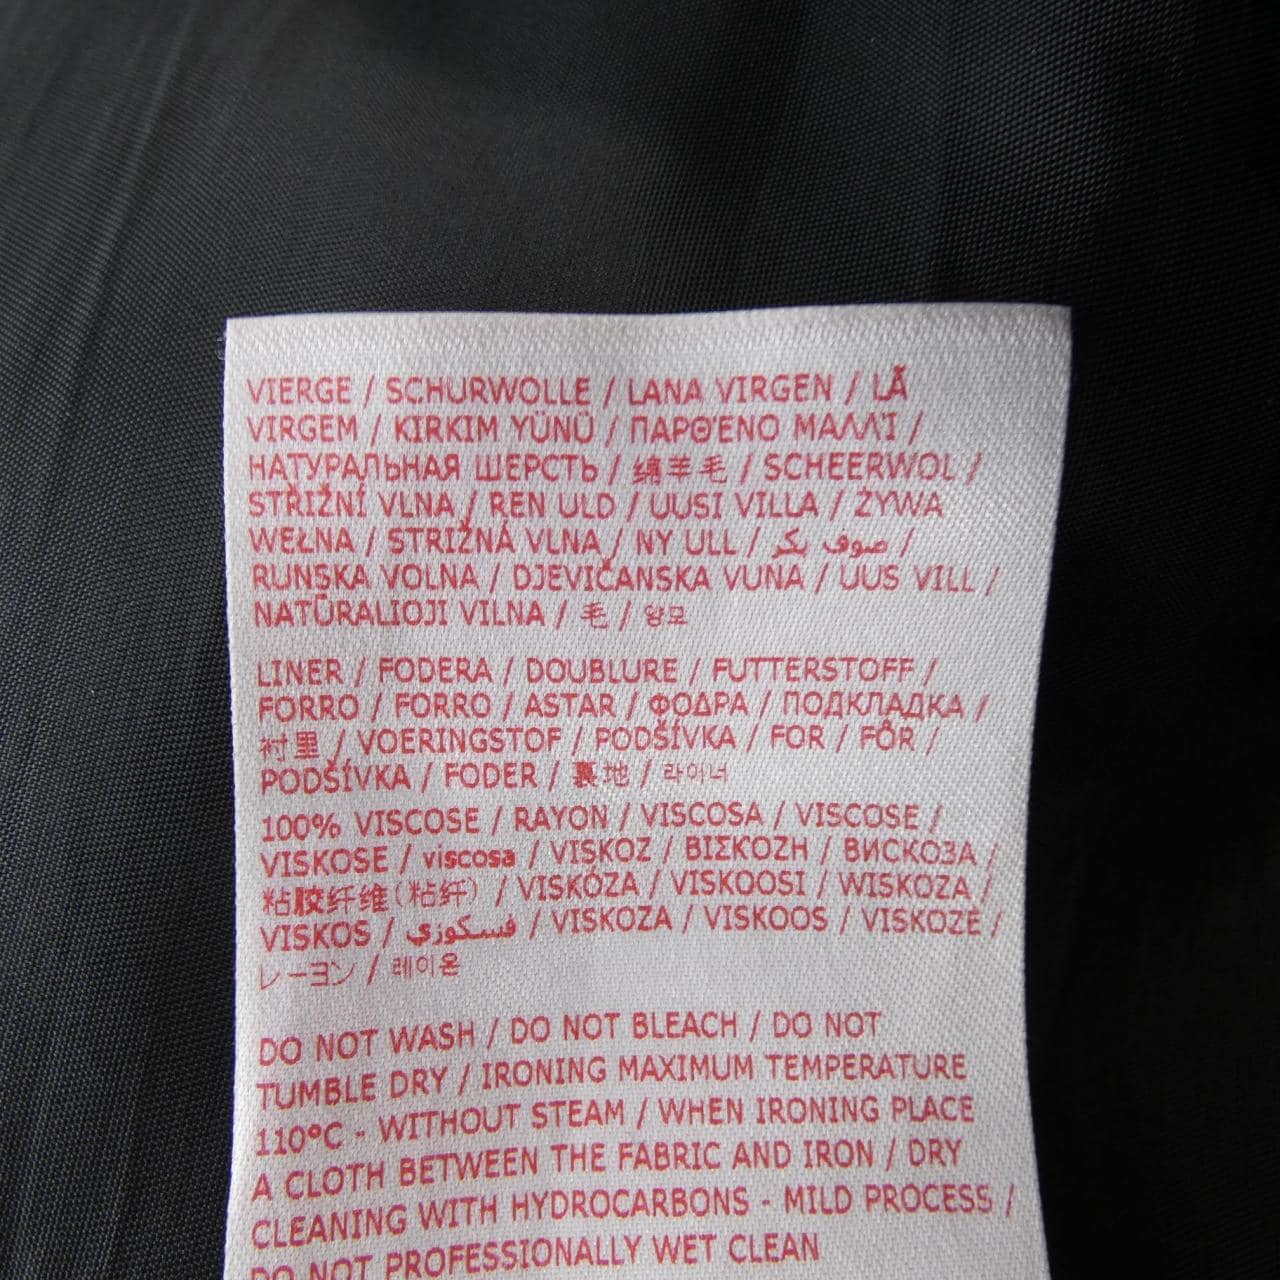 VIERGE / SCHURWOLLE / LANA VIRGEN / LÃ
VIRGEM / KIRKIM YÜNÜ / ΠΑΡΘΈΝΟ ΜΑΛΛΊ /
НАТУРАЛЬНАЯ ШЕРСТЬ / 绵羊毛 / SCHEERWOL /
STŘIŽNÍ VLNA / REN ULD / UUSI VILLA / ŻYWA
WEŁNA / STRIŽNÁ VLNA / NY ULL / صوف بكر /
RUNSKA VOLNA / DJEVIČANSKA VUNA / UUS VILL /
NATŪRALIOJI VILNA / 毛 / 양모
LINER / FODERA / DOUBLURE / FUTTERSTOFF /
FORRO / FORRO / ASTAR / ΦΟΔΡΑ / ПОДКЛАДКА /
衬里 / VOERINGSTOF / PODŠÍVKA / FOR / FÔR /
PODŠÍVKA / FODER / 裏地 / 라이너
100% VISCOSE / RAYON / VISCOSA / VISCOSE /
VISKOSE / viscosa / VISKOZ / ΒΙΣΚΟΖΗ / ВИСКОЗА /
粘胶纤维(粘纤) / VISKÓZA / VISKOOSI / WISKOZA /
VISKOS / فسكوزي / VISKOZA / VISKOOS / VISKOZĖ /
レーヨン / 레이온
DO NOT WASH / DO NOT BLEACH / DO NOT
TUMBLE DRY / IRONING MAXIMUM TEMPERATURE
110°C - WITHOUT STEAM / WHEN IRONING PLACE
A CLOTH BETWEEN THE FABRIC AND IRON / DRY
CLEANING WITH HYDROCARBONS - MILD PROCESS /
DO NOT PROFESSIONALLY WET CLEAN